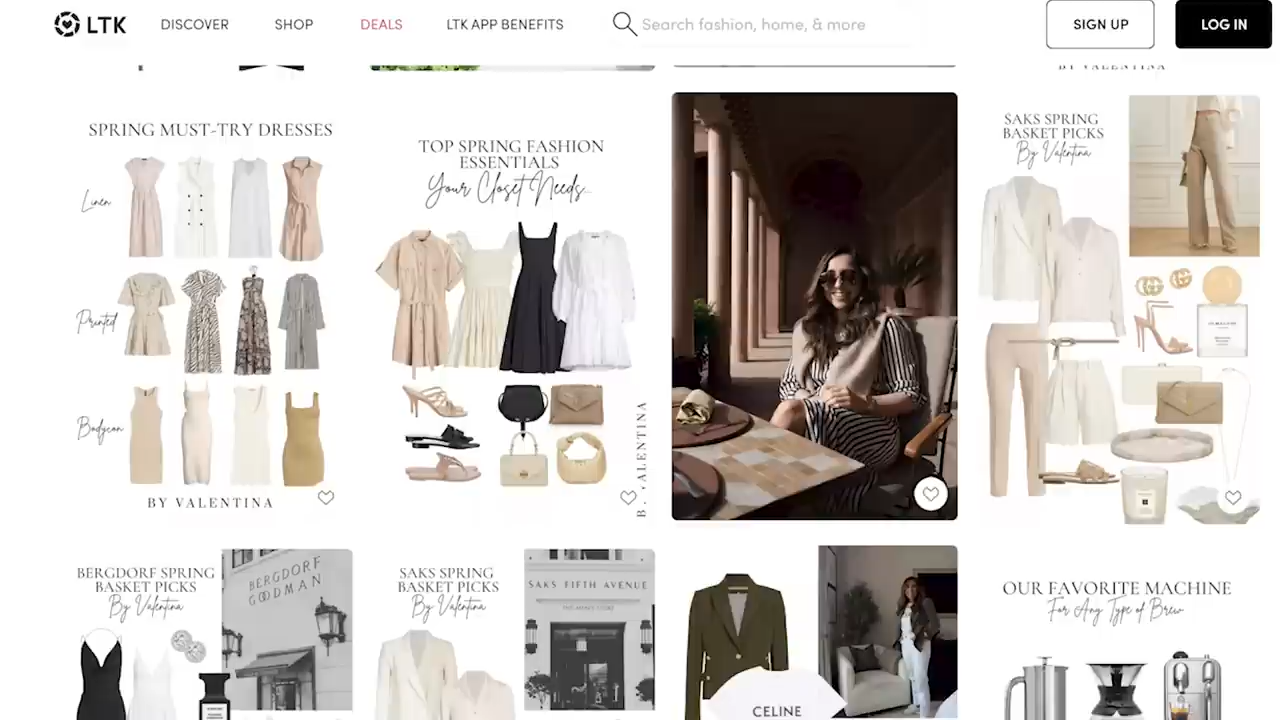 LTK
DISCOVER
SHOP
DEALS
LTK APP BENEFITS
Search fashion, home, & more
SIGN UP
LOG IN
BY VALENTINA
SPRING MUST-TRY DRESSES
Linen
Printed
Bodycon
BY VALENTINA
TOP SPRING FASHION
ESSENTIALS
Your Closet Needs...
SAKS SPRING
BASKET PICKS
By Valentina
BERGDORF SPRING
BASKET PICKS
By Valentina
BERGDORF
GOODMAN
SAKS SPRING
BASKET PICKS
By Valentina
SAKS FIFTH AVENUE
CELINE
OUR FAVORITE MACHINE
For Any Type of Brew